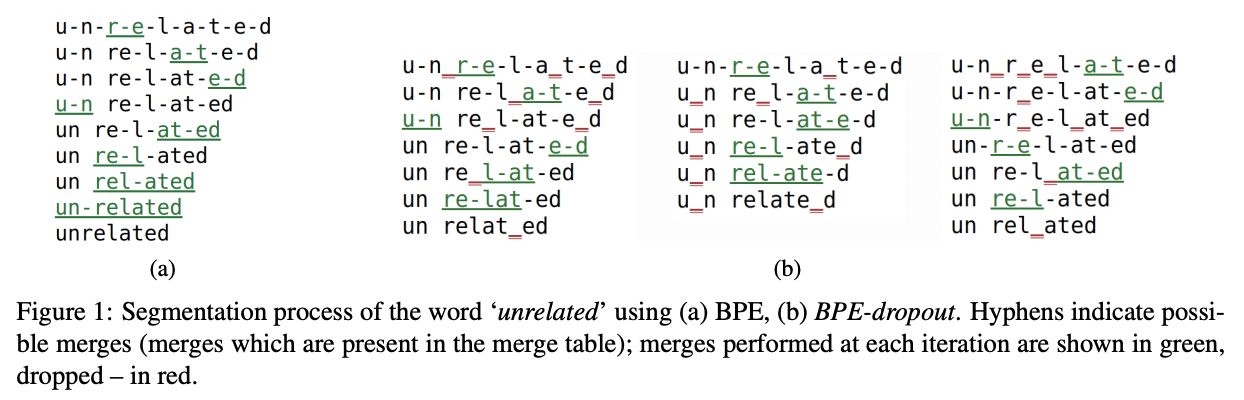 u-n-r-e-l-a-t-e-d
u-n re-l-a-t-e-d
u-n re-l-at-e-d
u-n re-l-at-ed
un re-l-at-ed
un re-l-ated
un rel-ated
un-related
unrelated
(a)
u-n_r-e-l-a_t-e_d
u-n re-l_a-t-e_d
u-n re_l-at-e_d
un re-l-at-e-d
un re_l-at-ed
un re-lat-ed
un relat_ed
u-n-r-e-l-a_t-e-d
u_n re_l-a-t-e-d
u_n re-l-at-e-d
u_n re-l-ate_d
u_n rel-ate-d
u_n relate_d
u-n_r_e_l-a-t-e-d
u-n-r_e-l-at-e-d
u-n-r_e-l_at_ed
un-r-e-l-at-ed
un re-l_at-ed
un re-l-ated
un rel_ated
(b)
Figure 1: Segmentation process of the word ‘unrelated’ using (a) BPE, (b) BPE-dropout. Hyphens indicate possi-
ble merges (merges which are present in the merge table); merges performed at each iteration are shown in green,
dropped – in red.